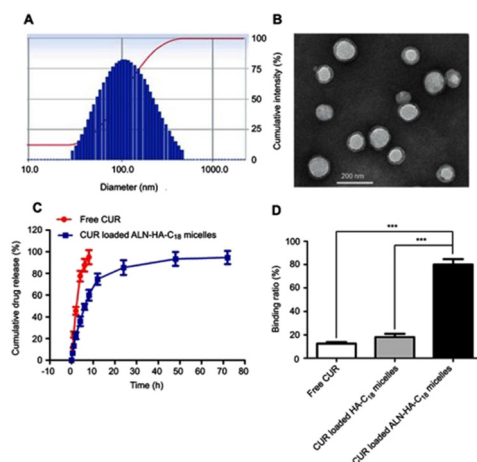 A
100
75
50
25
0
10.0
100.0
1000.0
Diameter (nm)
Cumulative intensity (%)
B
200 nm
C
Free CUR
CUR loaded ALN-HA-C₁₈ micelles
Cumulative drug release (%)
120
100
80
60
40
20
0
-10
0
10
20
30
40
50
60
70
80
Time (h)
D
***
***
Binding ratio (%)
100
80
60
40
20
0
Free CUR
CUR loaded HA-C₁₈ micelles
CUR loaded ALN-HA-C₁₈ micelles